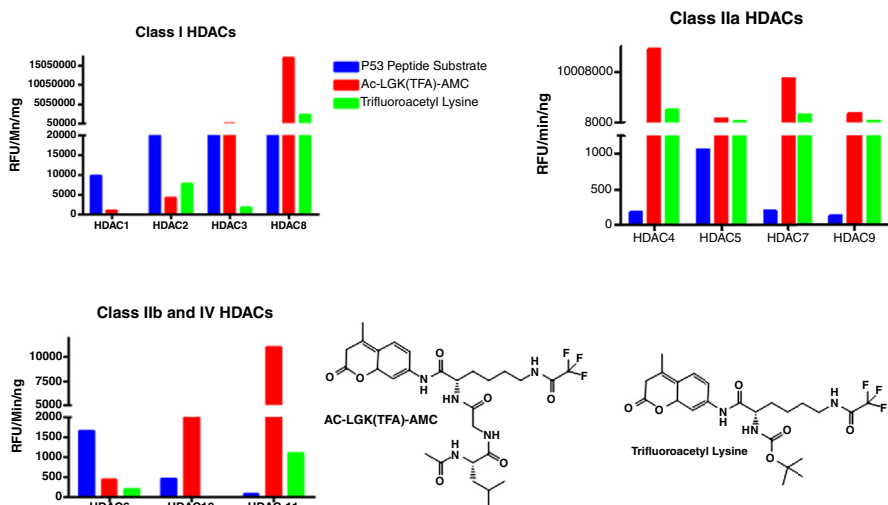 Class I HDACs
RFU/Mn/mg
15050000
10050000
5050000
50000
20000
15000
10000
5000
0
HDAC1 HDAC2 HDAC3 HDAC8
P53 Peptide Substrate
Ac-LGK(TFA)-AMC
Trifluoroacetyl Lysine
Class IIa HDACs
RFU/min/ng
10008000
8000
1000
500
0
HDAC4 HDAC5 HDAC7 HDAC9
Class IIb and IV HDACs
RFU/Min/ng
10000
7500
5000
2000
1500
1000
500
0
O
O
O
N
H
HN
O
NH
O
HN
O
H
N
O
F
F
F
AC-LGK(TFA)-AMC
O
O
O
N
H
HN
O
O
H
N
O
F
F
F
Trifluoroacetyl Lysine